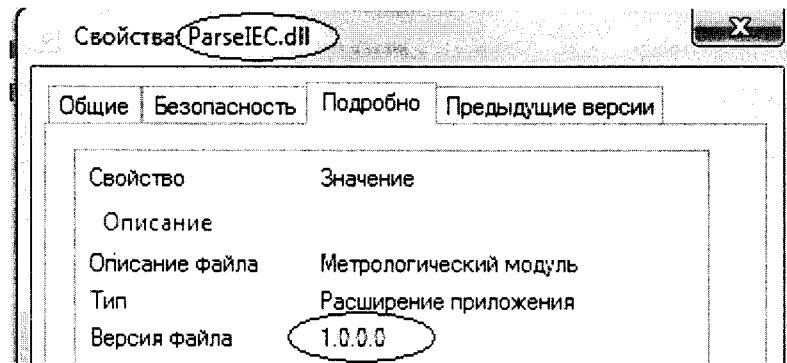 Свойства: ParseIEC.dll
Общие Безопасность Подробно Предыдущие версии
Свойство Значение
Описание
Описание файла Метрологический модуль
Тип Расширение приложения
Версия файла 1.0.0.0